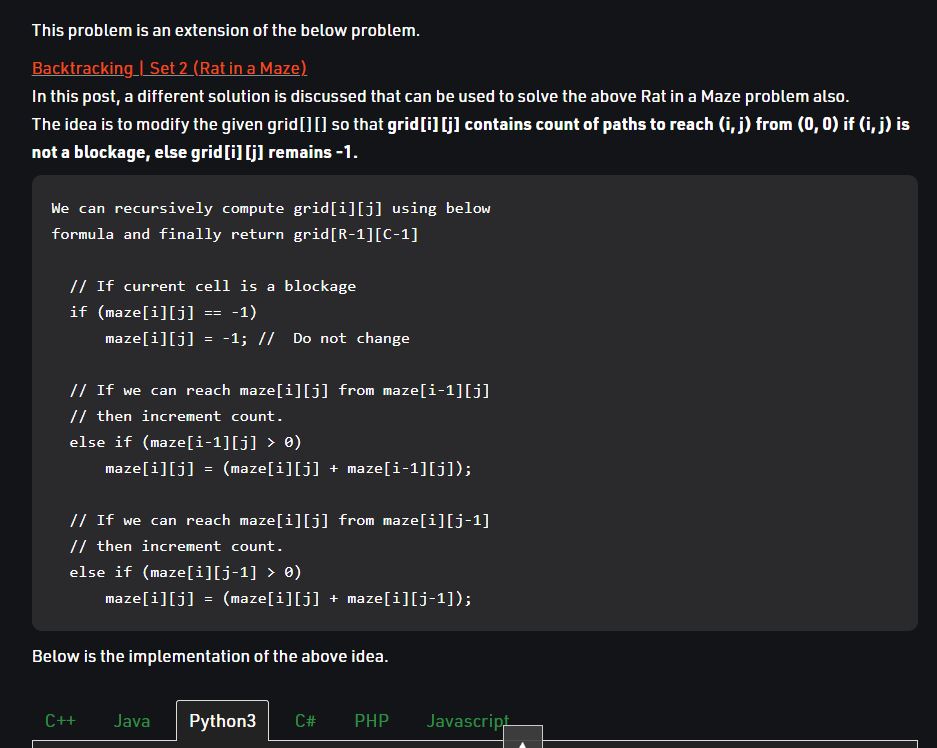 This problem is an extension of the below problem.
Backtracking | Set 2 (Rat in a Maze)
In this post, a different solution is discussed that can be used to solve the above Rat in a Maze problem also.
The idea is to modify the given grid[][] so that grid[i][j] contains count of paths to reach (i, j) from (0, 0) if (i, j) is
not a blockage, else grid[i][j] remains -1.
We can recursively compute grid[i][j] using below
formula and finally return grid[R-1][C-1]
// If current cell is a blockage
if (maze[i][j] == -1)
maze[i][j] = -1; //  Do not change
// If we can reach maze[i][j] from maze[i-1][j]
// then increment count.
else if (maze[i-1][j] > 0)
maze[i][j] = (maze[i][j] + maze[i-1][j]);
// If we can reach maze[i][j] from maze[i][j-1]
// then increment count.
else if (maze[i][j-1] > 0)
maze[i][j] = (maze[i][j] + maze[i][j-1]);
Below is the implementation of the above idea.
C++ Java Python3 C# PHP Javascript